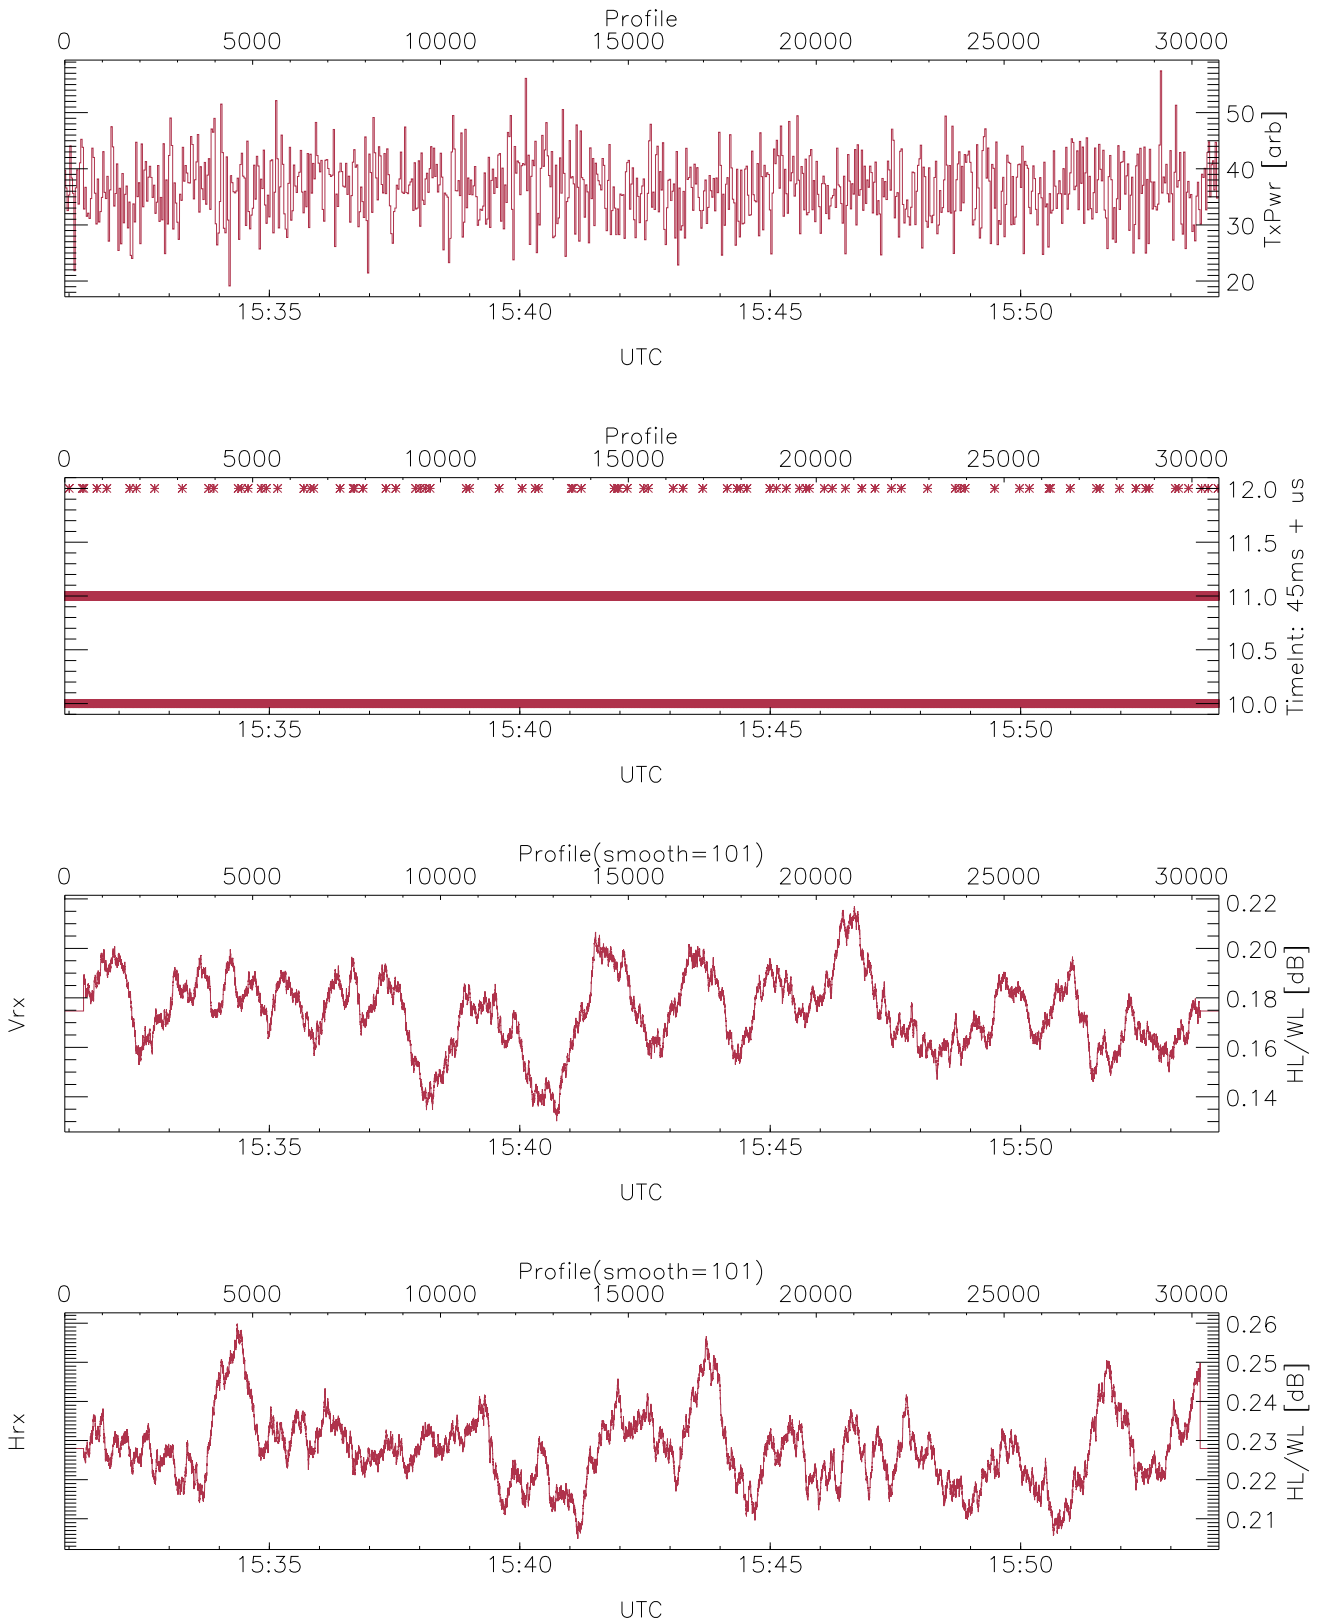 Profile
0 5000 10000 15000 20000 25000 30000
50
40
30
20
TxPwr [arb]
15:35 15:40 15:45 15:50
UTC
Profile
0 5000 10000 15000 20000 25000 30000
12.0
11.5
11.0
10.5
10.0
TimeInt: 45ms + us
15:35 15:40 15:45 15:50
UTC
Profile(smooth=101)
0 5000 10000 15000 20000 25000 30000
Vrx
0.22
0.20
0.18
0.16
0.14
HL/WL [dB]
15:35 15:40 15:45 15:50
UTC
Profile(smooth=101)
0 5000 10000 15000 20000 25000 30000
Hrx
0.26
0.25
0.24
0.23
0.22
0.21
HL/WL [dB]
15:35 15:40 15:45 15:50
UTC